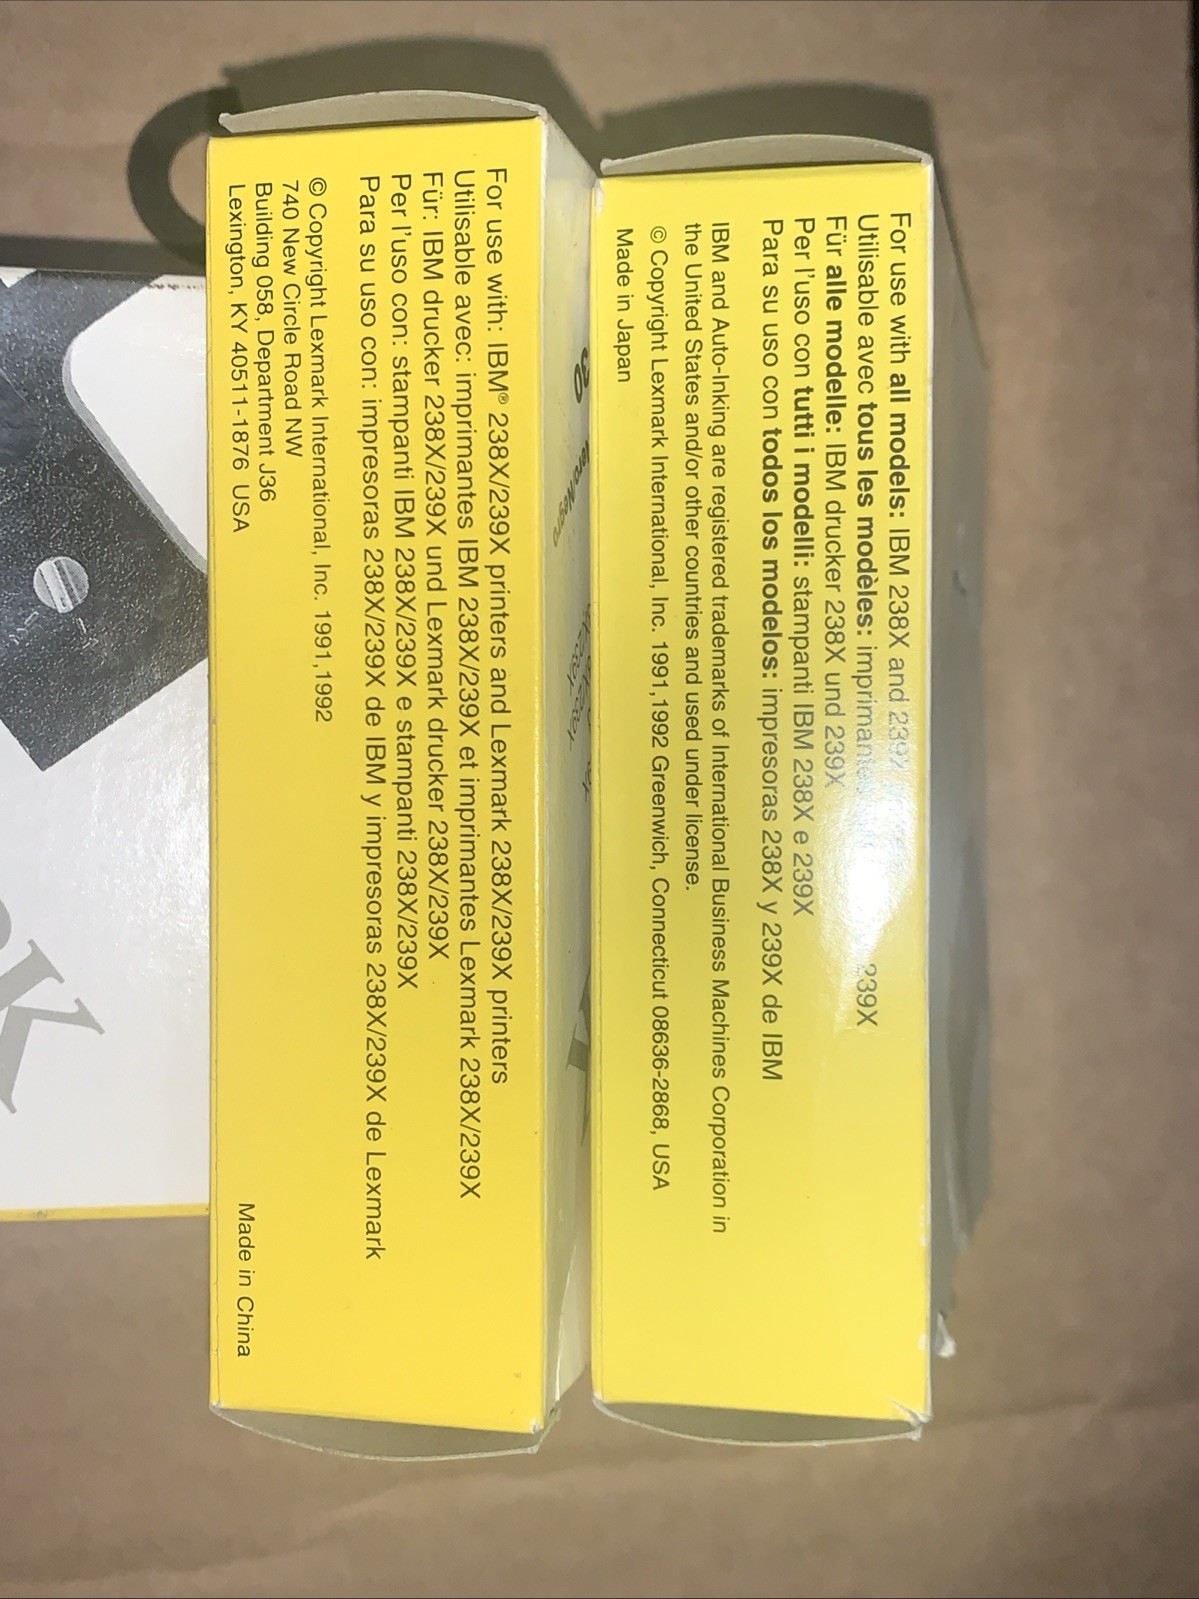 For use with all models: IBM 238X and 239X
Utilisable avec tous les modèles: imprimantes 239X
Für alle modelle: IBM drucker 238X und 239X
Per l'uso con tutti i modelli: stampanti IBM 238X e 239X
Para su uso con todos los modelos: impresoras 238X y 239X de IBM
IBM and Auto-Inking are registered trademarks of International Business Machines Corporation in
the United States and/or other countries and used under license.
© Copyright Lexmark International, Inc. 1991,1992 Greenwich, Connecticut 08636-2868, USA
Made in Japan
For use with: IBM® 238X/239X printers and Lexmark 238X/239X printers
Utilisable avec: imprimantes IBM 238X/239X et imprimantes Lexmark 238X/239X
Für: IBM drucker 238X/239X und Lexmark drucker 238X/239X
Per l'uso con: stampanti IBM 238X/239X e stampanti 238X/239X
Para su uso con: impresoras 238X/239X de IBM y impresoras 238X/239X de Lexmark
© Copyright Lexmark International, Inc. 1991,1992
740 New Circle Road NW
Building 058, Department J36
Lexington, KY 40511-1876 USA
Made in China